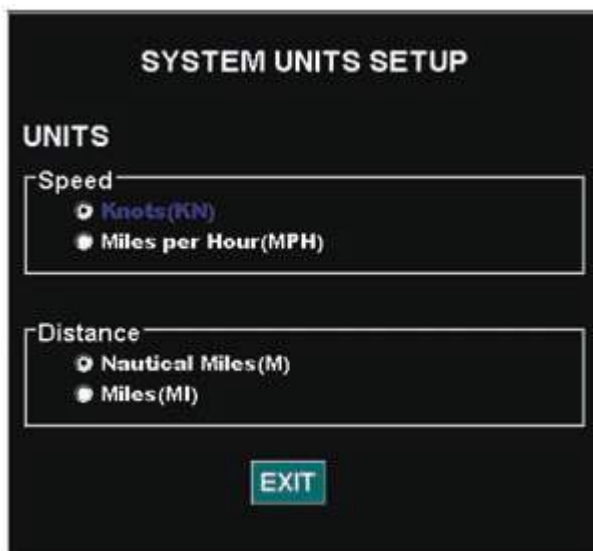 SYSTEM UNITS SETUP
UNITS
Speed
Knots(KN)
Miles per Hour(MPH)
Distance
Nautical Miles(M)
Miles(MI)
EXIT